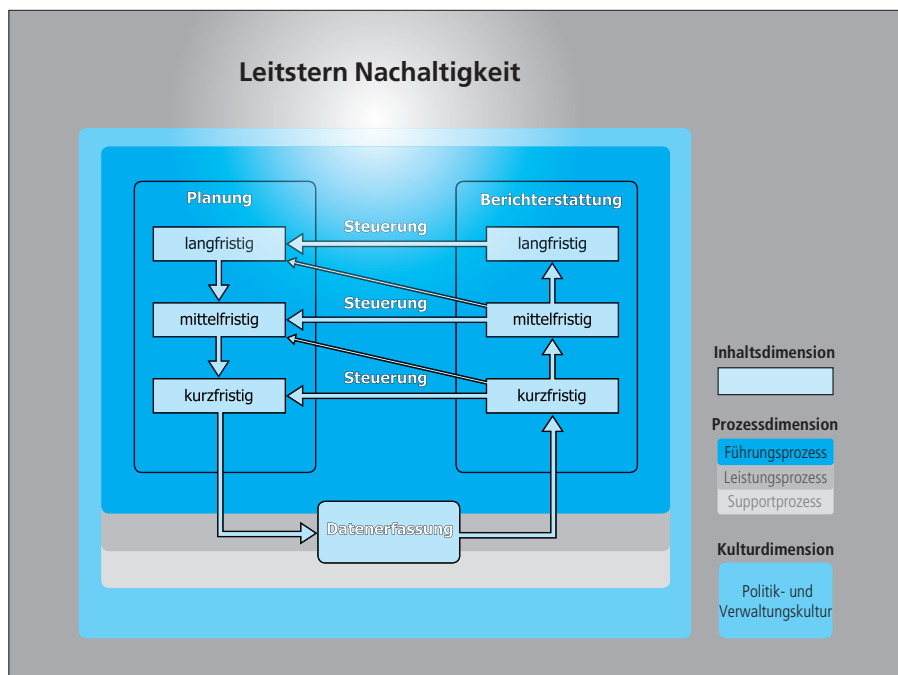 Leitstern Nachaltigkeit
Planung
Berichterstattung
Steuerung
langfristig
langfristig
Steuerung
mittelfristig
mittelfristig
Steuerung
kurzfristig
kurzfristig
Datenerfassung
Inhaltsdimension
Prozessdimension
Führungsprozess
Leistungsprozess
Supportprozess
Kulturdimension
Politik- und
Verwaltungskultur